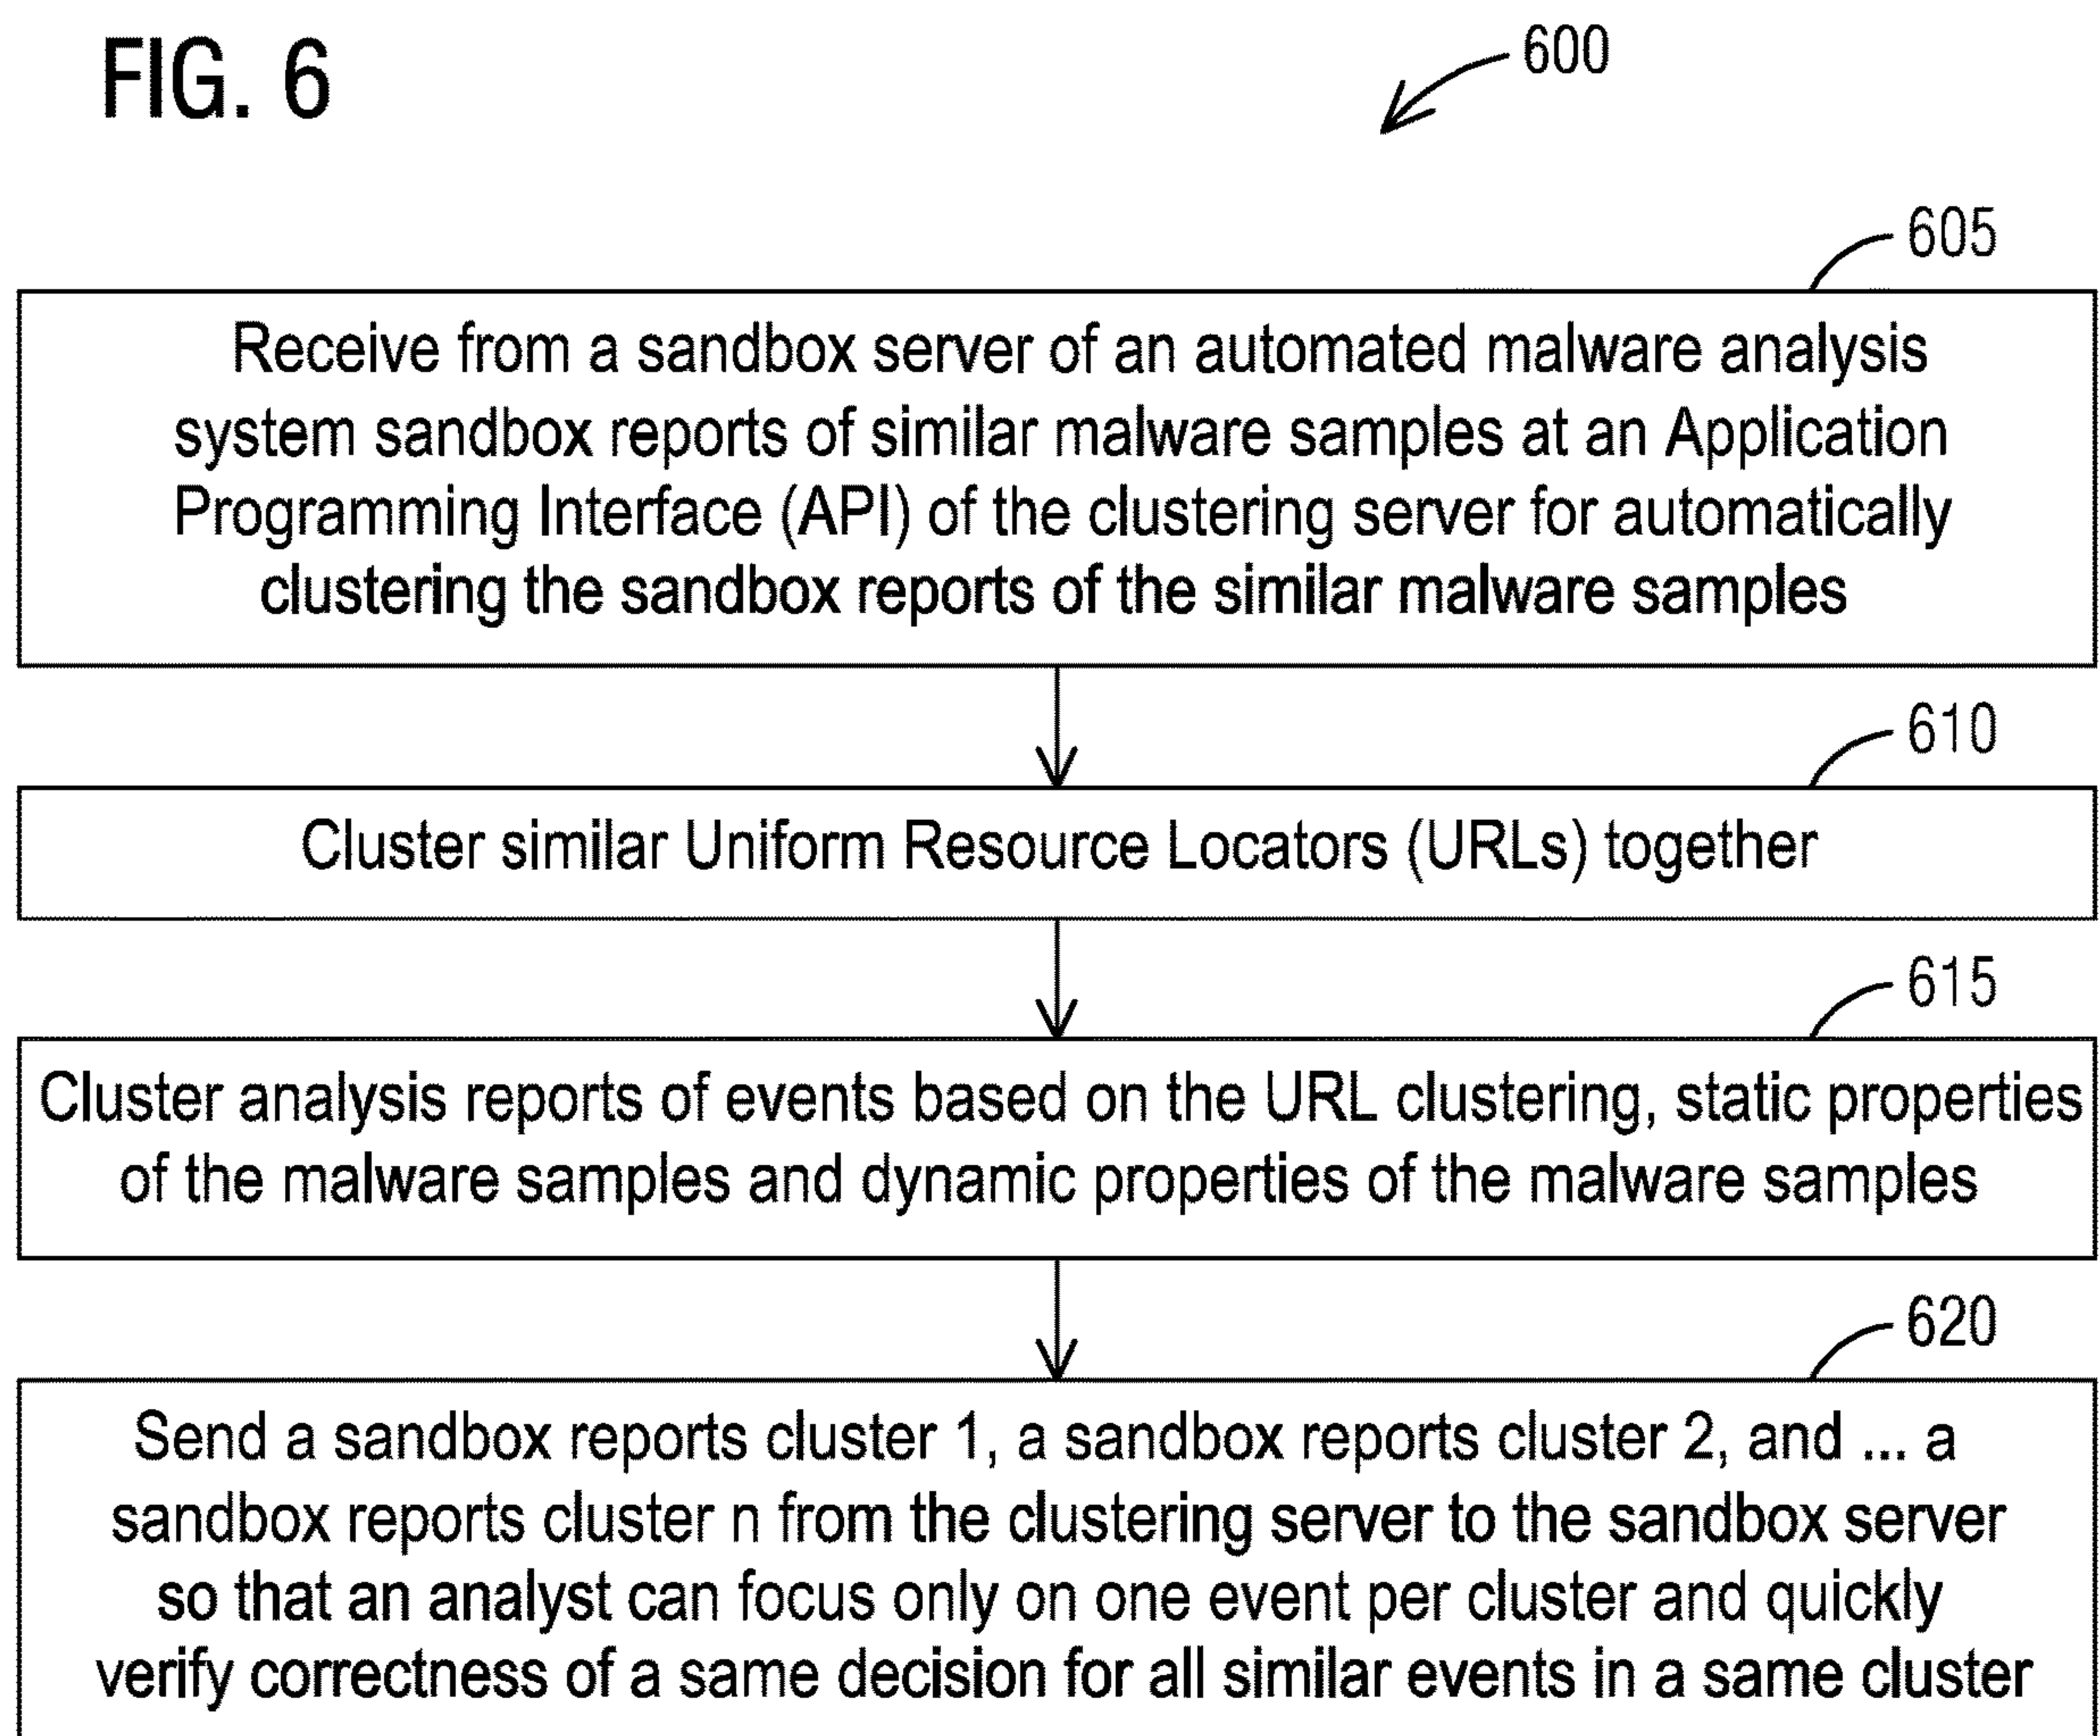 FIG. 6
600
605
Receive from a sandbox server of an automated malware analysis
system sandbox reports of similar malware samples at an Application
Programming Interface (API) of the clustering server for automatically
clustering the sandbox reports of the similar malware samples
610
Cluster similar Uniform Resource Locators (URLs) together
615
Cluster analysis reports of events based on the URL clustering, static properties
of the malware samples and dynamic properties of the malware samples
620
Send a sandbox reports cluster 1, a sandbox reports cluster 2, and ... a
sandbox reports cluster n from the clustering server to the sandbox server
so that an analyst can focus only on one event per cluster and quickly
verify correctness of a same decision for all similar events in a same cluster